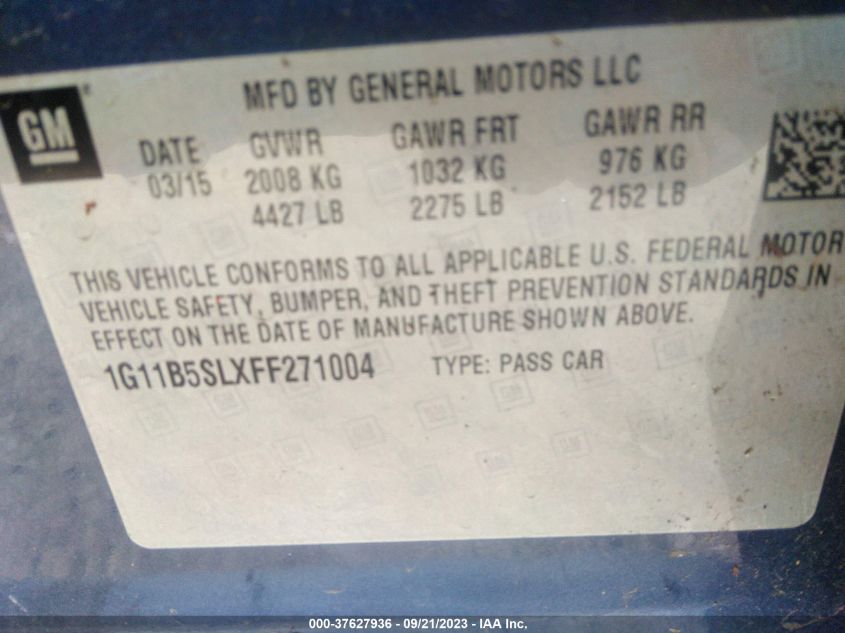 MFD BY GENERAL MOTORS LLC
GM
DATE GVWR GAWR FRT GAWR RR
03/15 2008 KG 1032 KG 976 KG
4427 LB 2275 LB 2152 LB
THIS VEHICLE CONFORMS TO ALL APPLICABLE U.S. FEDERAL MOTOR
VEHICLE SAFETY, BUMPER, AND THEFT PREVENTION STANDARDS IN
EFFECT ON THE DATE OF MANUFACTURE SHOWN ABOVE.
1G11B5SLXFF271004 TYPE: PASS CAR
000-37627936 - 09/21/2023 - IAA Inc.